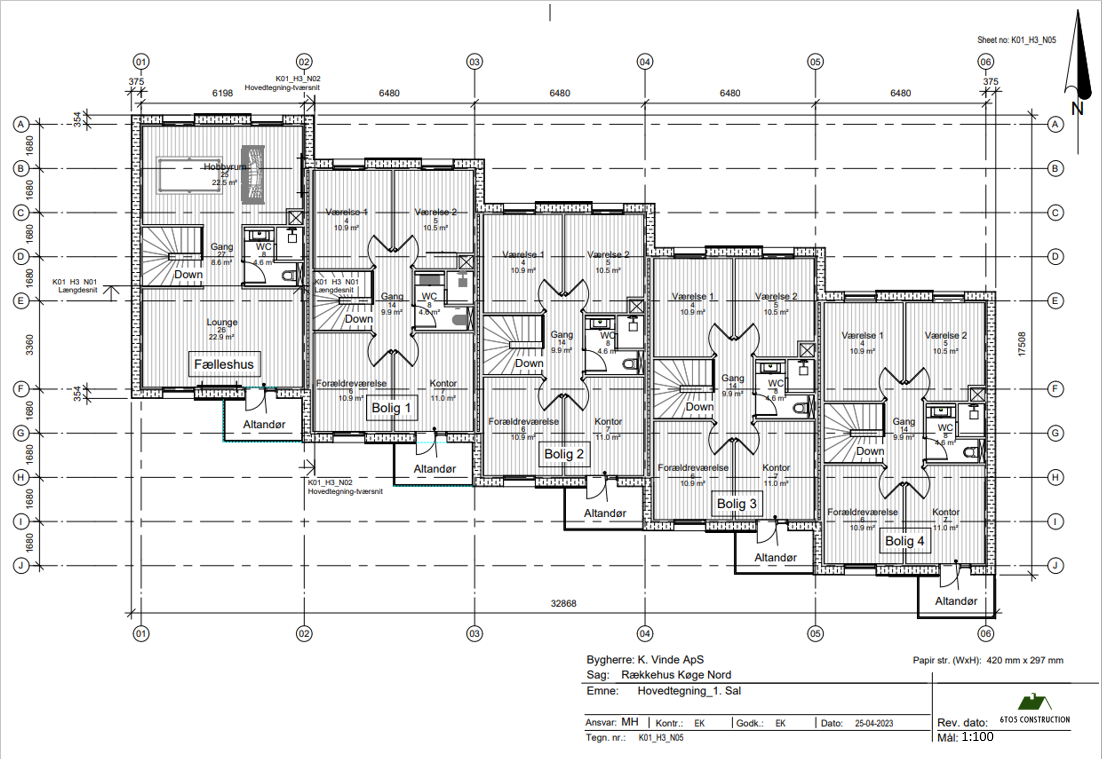 Sheet no: K01_H3_N05
01
02
03
04
05
06
375
K01_H3_N02
Hovedtegning-tværsnit
375
6198
6480
6480
6480
6480
N
354
A
A
1680
B
B
1680
C
C
1680
D
D
1680
E
E
3360
F
F
354
1680
G
G
1680
H
H
1680
I
I
1680
J
J
17508
Hobbyrum
25
22.5 m²
Gang
27
8.6 m²
WC
8
4.6 m²
Down
K01_H3_N01
Længdesnit
Lounge
26
22.9 m²
Fælleshus
Altandør
Værelse 1
4
10.9 m²
Værelse 2
5
10.5 m²
K01_H3_N01
Længdesnit
Gang
14
9.9 m²
WC
8
4.6 m²
Down
Forældreværelse
6
10.9 m²
Kontor
7
11.0 m²
Bolig 1
Altandør
K01_H3_N02
Hovedtegning-tværsnit
Værelse 1
4
10.9 m²
Værelse 2
5
10.5 m²
Gang
14
9.9 m²
WC
8
4.6 m²
Down
Forældreværelse
6
10.9 m²
Kontor
7
11.0 m²
Bolig 2
Altandør
Værelse 1
4
10.9 m²
Værelse 2
5
10.5 m²
Gang
14
9.9 m²
WC
8
4.6 m²
Down
Forældreværelse
6
10.9 m²
Kontor
7
11.0 m²
Bolig 3
Altandør
Værelse 1
4
10.9 m²
Værelse 2
5
10.5 m²
Gang
14
9.9 m²
WC
8
4.6 m²
Down
Forældreværelse
6
10.9 m²
Kontor
7
11.0 m²
Bolig 4
Altandør
32868
01
02
03
04
05
06
Bygherre: K. Vinde ApS
Papir str. (WxH): 420 mm x 297 mm
Sag: Rækkehus Køge Nord
Emne: Hovedtegning_1. Sal
6TO5 CONSTRUCTION
Ansvar: MH Kontr.: EK Godk.: EK Dato: 25-04-2023
Rev. dato:
Tegn. nr.: K01_H3_N05
Mål: 1:100